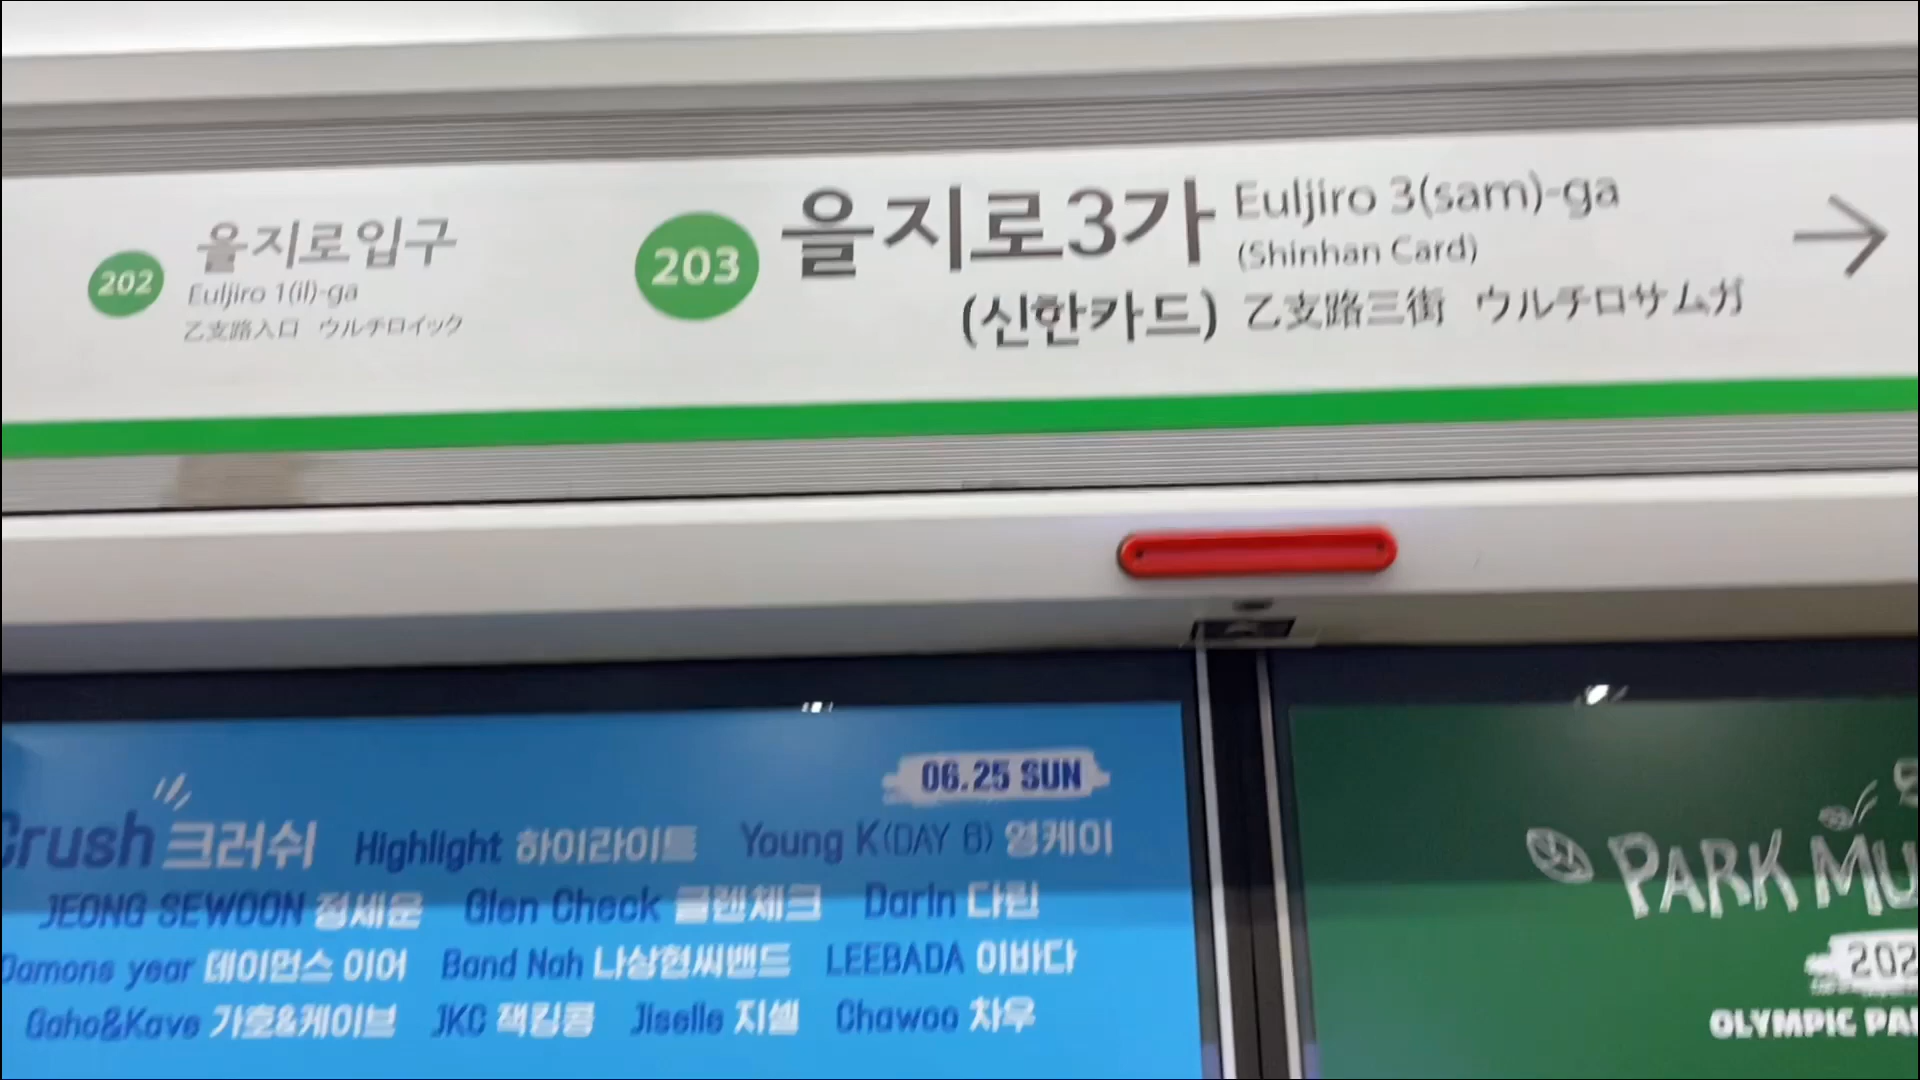 202 을지로입구
Euljiro 1(il)-ga
乙支路入口 ウルチロイック
203 을지로3가 Euljiro 3(sam)-ga
(Shinhan Card)
(신한카드) 乙支路三街 ウルチロサムガ
06.25 SUN
Crush 크러쉬 Highlight 하이라이트 Young K(DAY 6) 영케이
JEONG SEWOON 정세운 Glen Check 글렌체크 Darin 다린
Damons year 데이먼스 이어 Band Nah 나상현씨밴드 LEEBADA 이바다
Gaho&Kave 가호&케이브 JKC 잭킹콩 Jiselle 지셀 Chawoo 차우
PARK MU
202
OLYMPIC PA